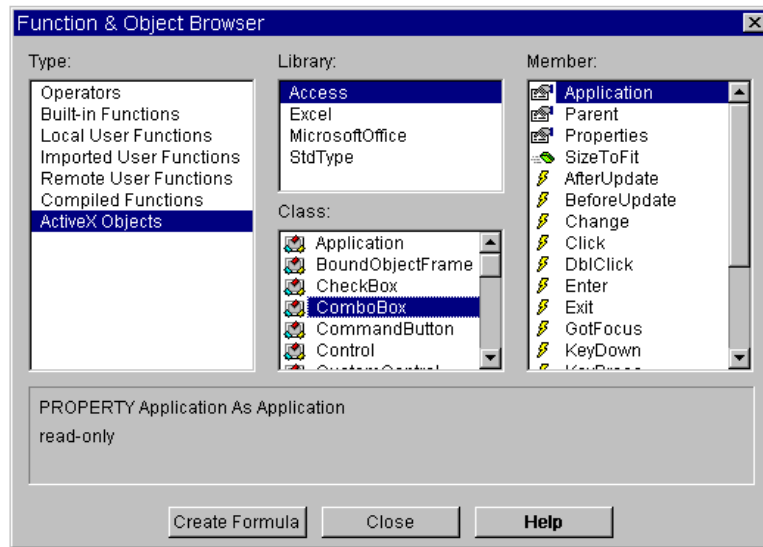 Function & Object Browser
Type:
Operators
Built-in Functions
Local User Functions
Imported User Functions
Remote User Functions
Compiled Functions
ActiveX Objects
Library:
Access
Excel
MicrosoftOffice
StdType
Class:
Application
BoundObjectFrame
CheckBox
ComboBox
CommandButton
Control
CustomControl
Member:
Application
Parent
Properties
SizeToFit
AfterUpdate
BeforeUpdate
Change
Click
DblClick
Enter
Exit
GotFocus
KeyDown
KeyPress
PROPERTY Application As Application
read-only
Create Formula
Close
Help